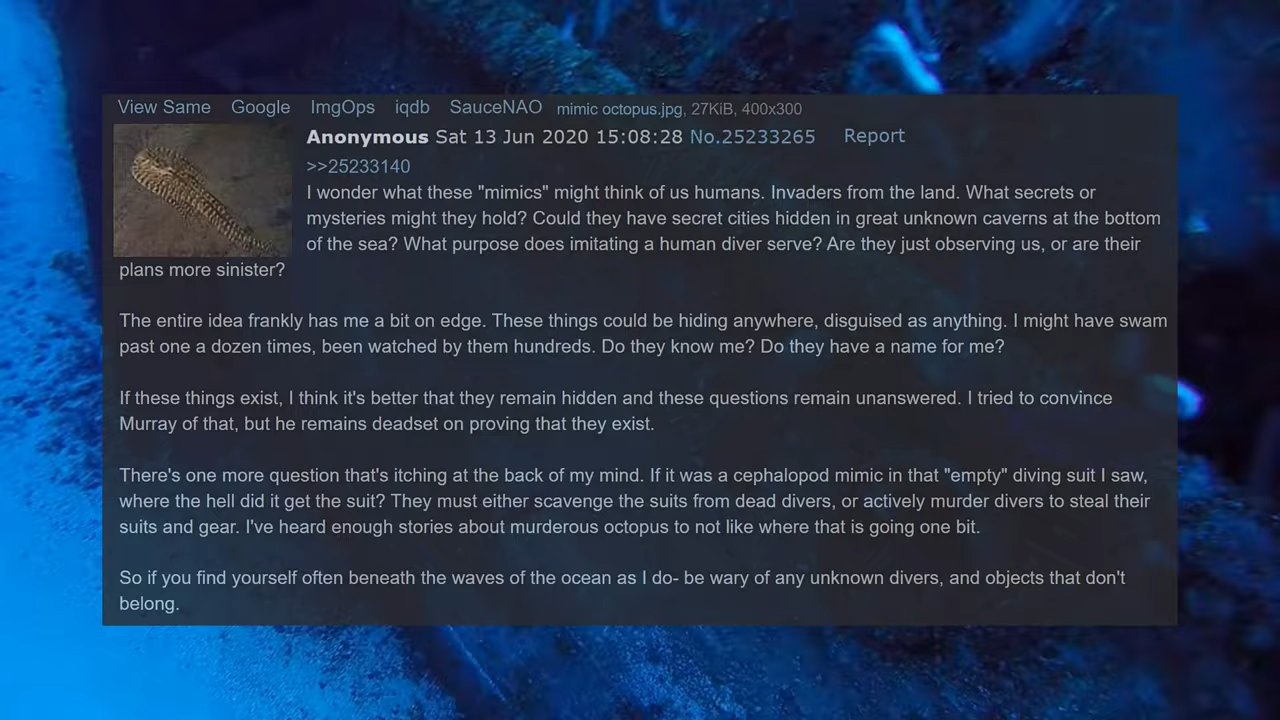 View Same Google ImgOps iqdb SauceNAO mimic octopus.jpg, 27KiB, 400x300
Anonymous Sat 13 Jun 2020 15:08:28 No.25233265 Report
>>25233140
I wonder what these "mimics" might think of us humans. Invaders from the land. What secrets or
mysteries might they hold? Could they have secret cities hidden in great unknown caverns at the bottom
of the sea? What purpose does imitating a human diver serve? Are they just observing us, or are their
plans more sinister?
The entire idea frankly has me a bit on edge. These things could be hiding anywhere, disguised as anything. I might have swam
past one a dozen times, been watched by them hundreds. Do they know me? Do they have a name for me?
If these things exist, I think it's better that they remain hidden and these questions remain unanswered. I tried to convince
Murray of that, but he remains deadset on proving that they exist.
There's one more question that's itching at the back of my mind. If it was a cephalopod mimic in that "empty" diving suit I saw,
where the hell did it get the suit? They must either scavenge the suits from dead divers, or actively murder divers to steal their
suits and gear. I've heard enough stories about murderous octopus to not like where that is going one bit.
So if you find yourself often beneath the waves of the ocean as I do- be wary of any unknown divers, and objects that don't
belong.